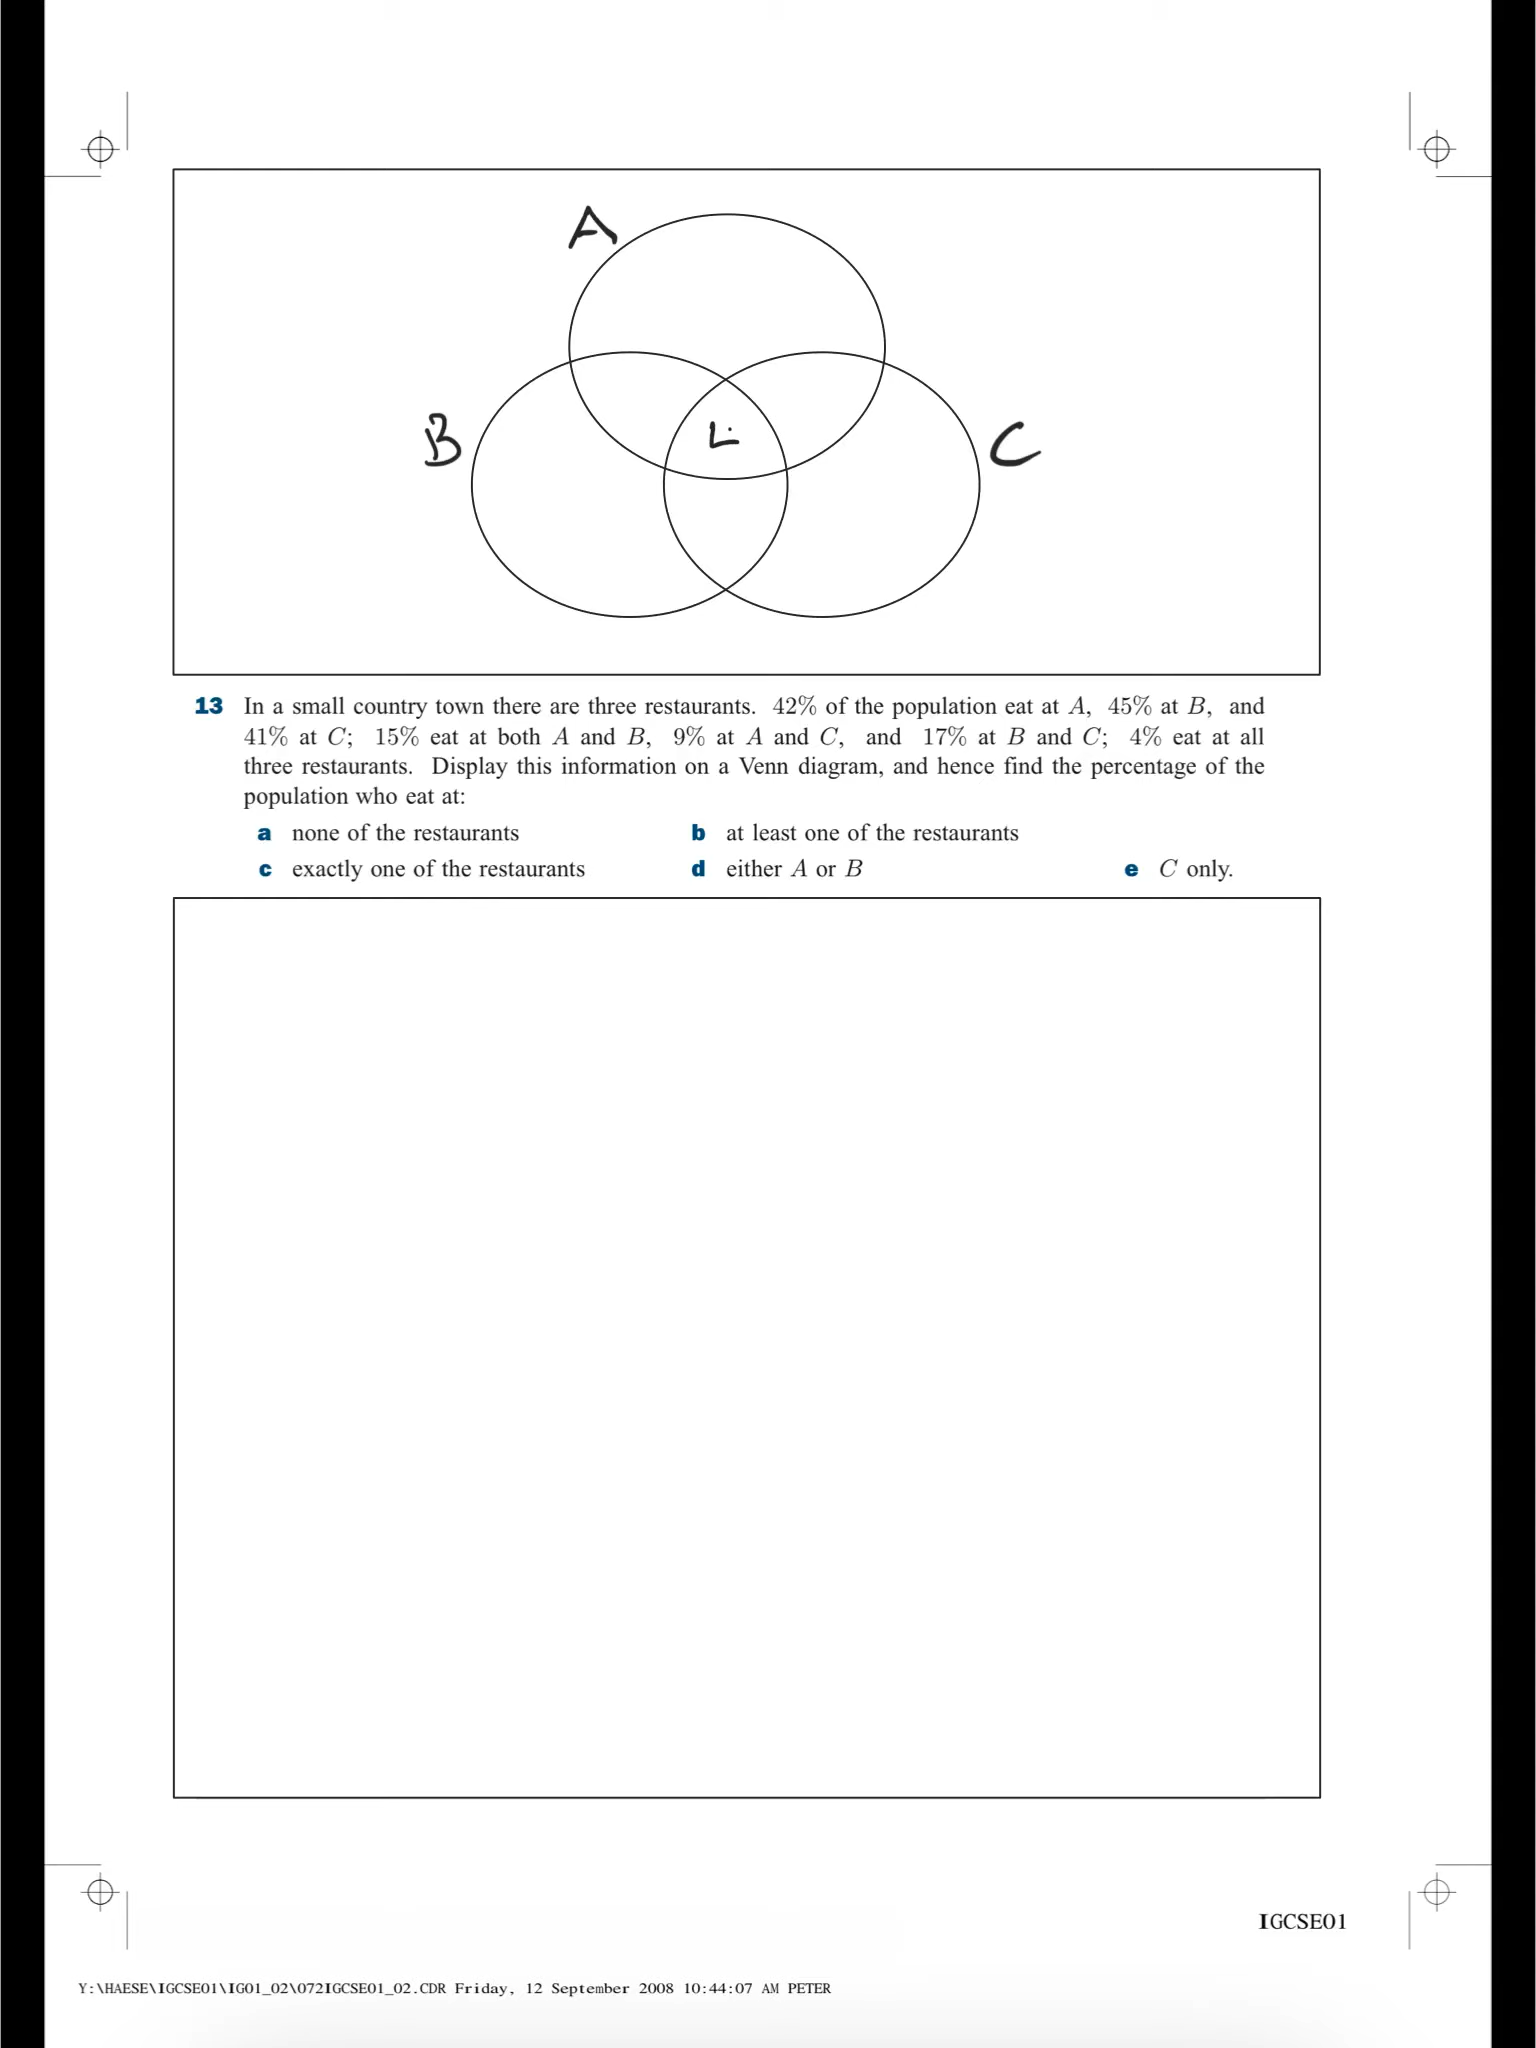 A
B
C
13 In a small country town there are three restaurants. 42% of the population eat at A, 45% at B, and
41% at C; 15% eat at both A and B, 9% at A and C, and 17% at B and C; 4% eat at all
three restaurants. Display this information on a Venn diagram, and hence find the percentage of the
population who eat at:
a none of the restaurants b at least one of the restaurants
c exactly one of the restaurants d either A or B e C only.
IGCSE01
Y:\HAESE\IGCSE01\IG01_02\072IGCSE01_02.CDR Friday, 12 September 2008 10:44:07 AM PETER